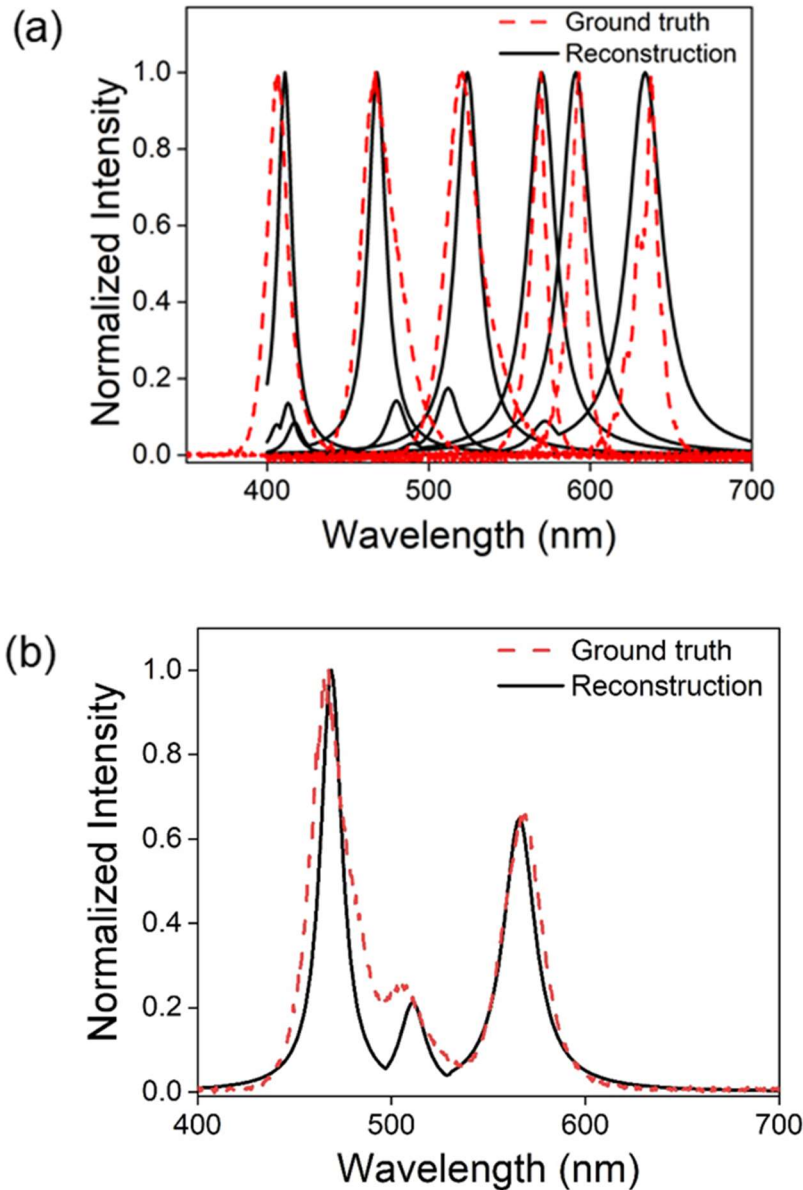 (a)
Ground truth
Reconstruction
1.0
0.8
0.6
0.4
0.2
0.0
Normalized Intensity
400 500 600 700
Wavelength (nm)
(b)
Ground truth
Reconstruction
1.0
0.8
0.6
0.4
0.2
0.0
Normalized Intensity
400 500 600 700
Wavelength (nm)